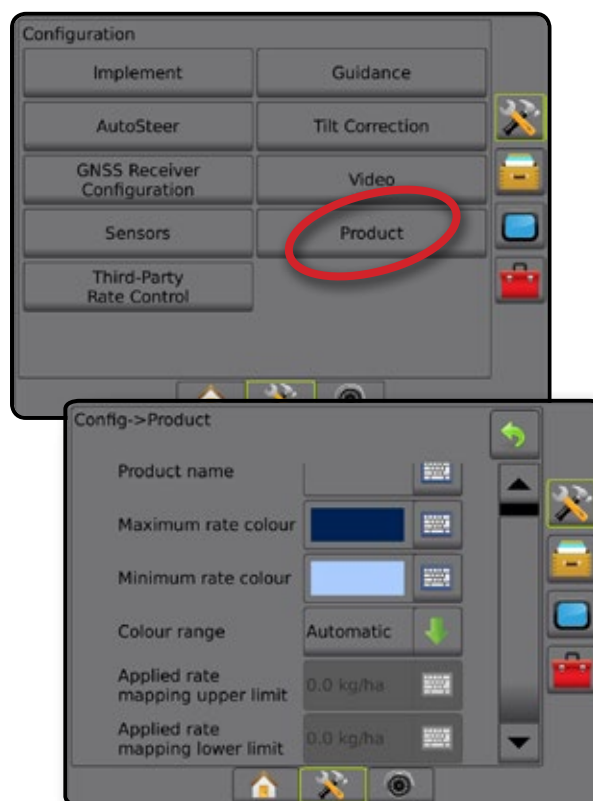 Configuration
Implement
Guidance
AutoSteer
Tilt Correction
GNSS Receiver
Configuration
Video
Sensors
Product
Third-Party
Rate Control
Config->Product
Product name
Maximum rate colour
Minimum rate colour
Colour range
Automatic
Applied rate
mapping upper limit
0.0 kg/ha
Applied rate
mapping lower limit
0.0 kg/ha